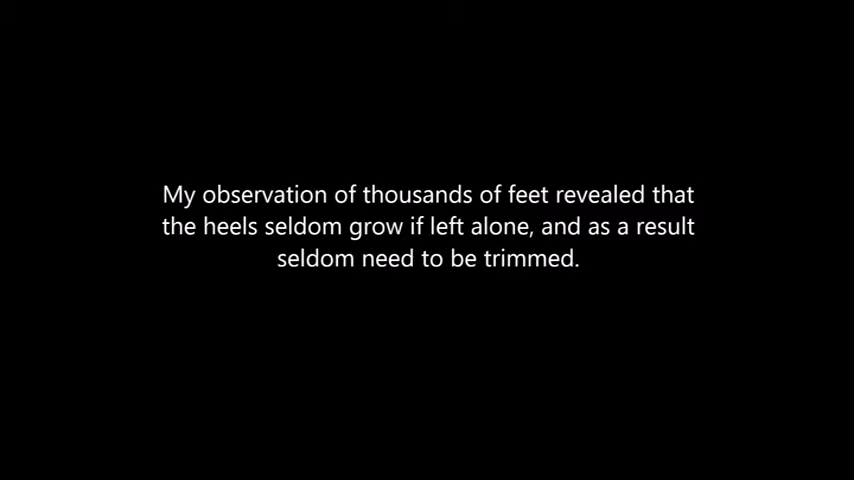 My observation of thousands of feet revealed that
the heels seldom grow if left alone, and as a result
seldom need to be trimmed.